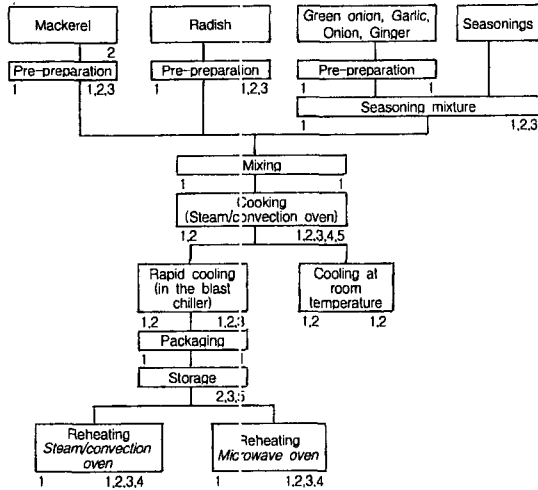 Mackerel
Radish
Green onion, Garlic,
Onion, Ginger
Seasonings
2
Pre-preparation
Pre-preparation
Pre-preparation
1
1,2,3
1
1,2,3
1
1
Seasoning mixture
1
1,2,3
Mixing
1
1
Cooking
(Steam/convection oven)
1,2
1,2,3,4,5
Rapid cooling
(in the blast
chiller)
Cooling at
room
temperature
1,2
1,2,3
1,2
1,2
Packaging
1
Storage
2,3,5
Reheating
Steam/convection
oven
Reheating
Microwave oven
1
1,2,3,4
1
1,2,3,4